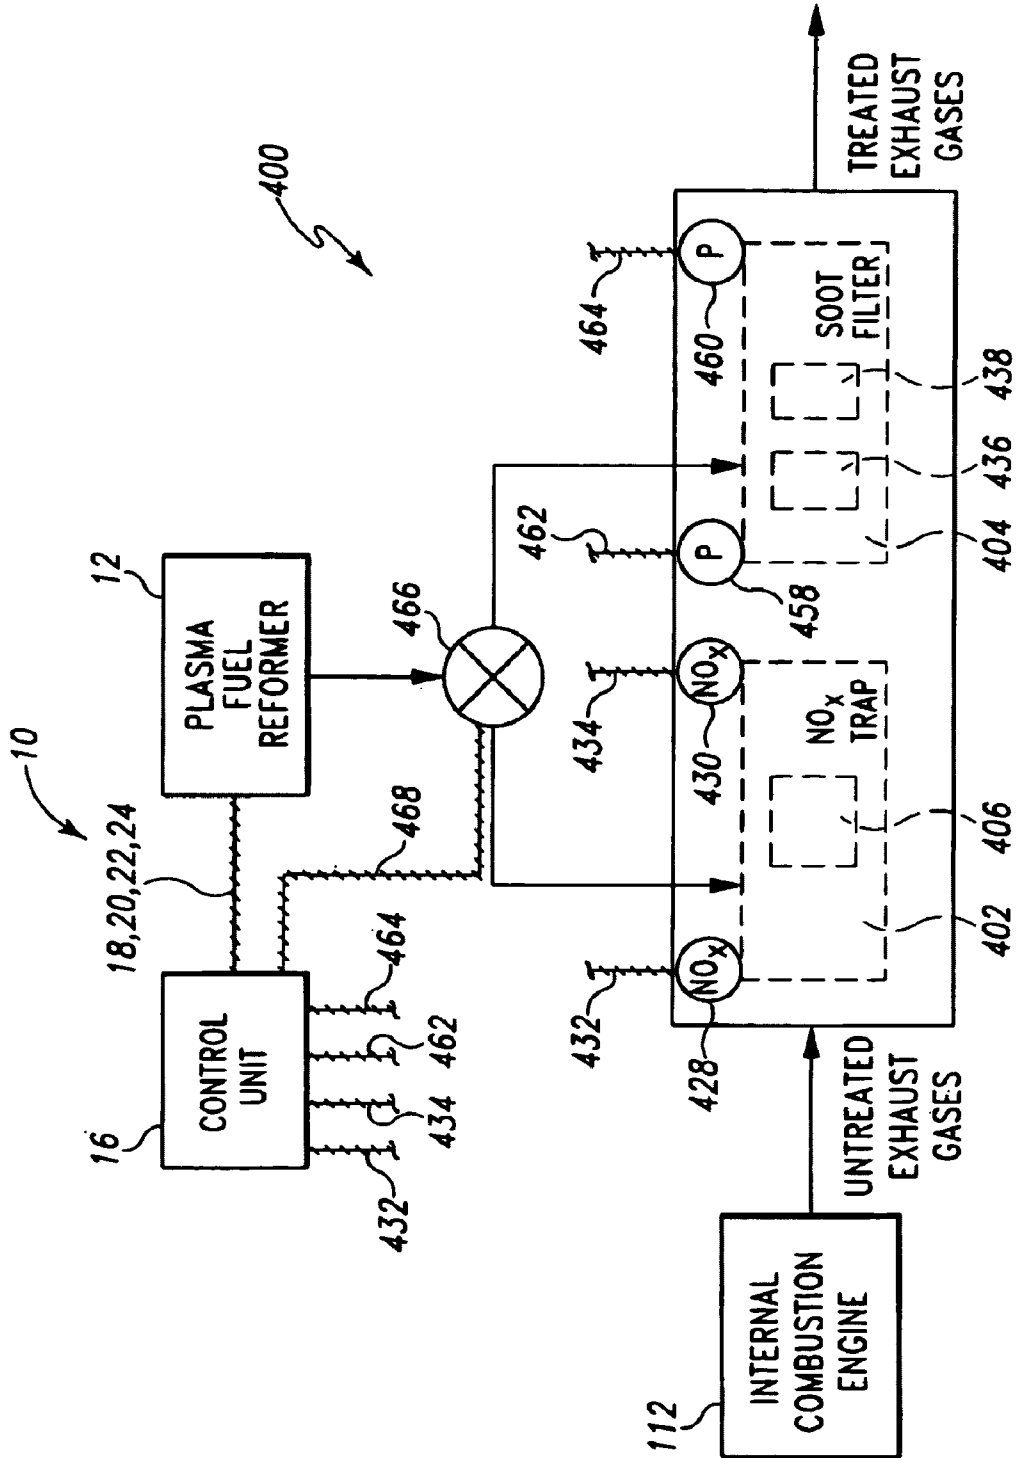 10
18,20,22,24
12
PLASMA
FUEL
REFORMER
16
CONTROL
UNIT
432
434
462
464
468
466
400
432
434
462
464
NOX
428
NOX
430
P
458
P
460
NOX
TRAP
SOOT
FILTER
402
406
404
436
438
112
INTERNAL
COMBUSTION
ENGINE
UNTREATED
EXHAUST
GASES
TREATED
EXHAUST
GASES